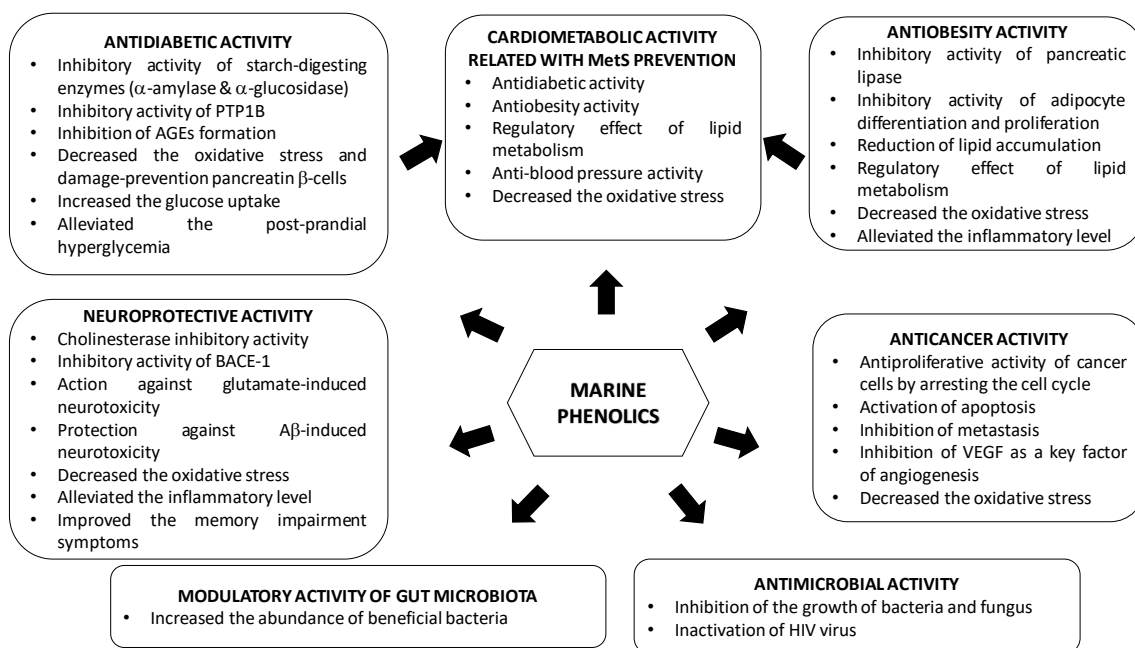 ANTIDIABETIC ACTIVITY
• Inhibitory activity of starch-digesting
enzymes (α-amylase & α-glucosidase)
• Inhibitory activity of PTP1B
• Inhibition of AGEs formation
• Decreased the oxidative stress and
damage-prevention pancreatin β-cells
• Increased the glucose uptake
• Alleviated the post-prandial
hyperglycemia
CARDIOMETABOLIC ACTIVITY
RELATED WITH MetS PREVENTION
• Antidiabetic activity
• Antiobesity activity
• Regulatory effect of lipid
metabolism
• Anti-blood pressure activity
• Decreased the oxidative stress
ANTIOBESITY ACTIVITY
• Inhibitory activity of pancreatic
lipase
• Inhibitory activity of adipocyte
differentiation and proliferation
• Reduction of lipid accumulation
• Regulatory effect of lipid
metabolism
• Decreased the oxidative stress
• Alleviated the inflammatory level
NEUROPROTECTIVE ACTIVITY
• Cholinesterase inhibitory activity
• Inhibitory activity of BACE-1
• Action against glutamate-induced
neurotoxicity
• Protection against Aβ-induced
neurotoxicity
• Decreased the oxidative stress
• Alleviated the inflammatory level
• Improved the memory impairment
symptoms
MARINE
PHENOLICS
ANTICANCER ACTIVITY
• Antiproliferative activity of cancer
cells by arresting the cell cycle
• Activation of apoptosis
• Inhibition of metastasis
• Inhibition of VEGF as a key factor
of angiogenesis
• Decreased the oxidative stress
MODULATORY ACTIVITY OF GUT MICROBIOTA
• Increased the abundance of beneficial bacteria
ANTIMICROBIAL ACTIVITY
• Inhibition of the growth of bacteria and fungus
• Inactivation of HIV virus